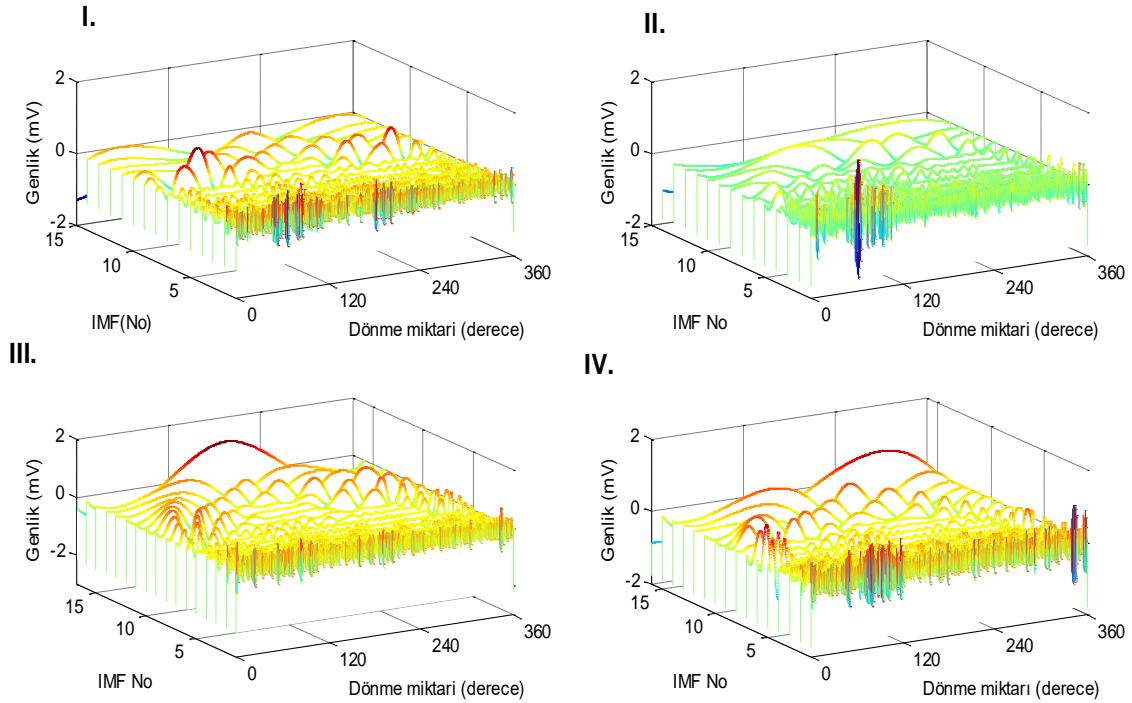 I.
2
0
-2
Genlik (mV)
15
10
5
IMF(No)
0
120
240
360
Dönme miktari (derece)
II.
2
0
-2
Genlik (mV)
15
10
5
IMF No
0
120
240
360
Dönme miktari (derece)
III.
2
0
-2
Genlik (mV)
15
10
5
IMF No
0
120
240
360
Dönme miktari (derece)
IV.
2
0
-2
Genlik (mV)
15
10
5
IMF No
0
120
240
360
Dönme miktarı (derece)